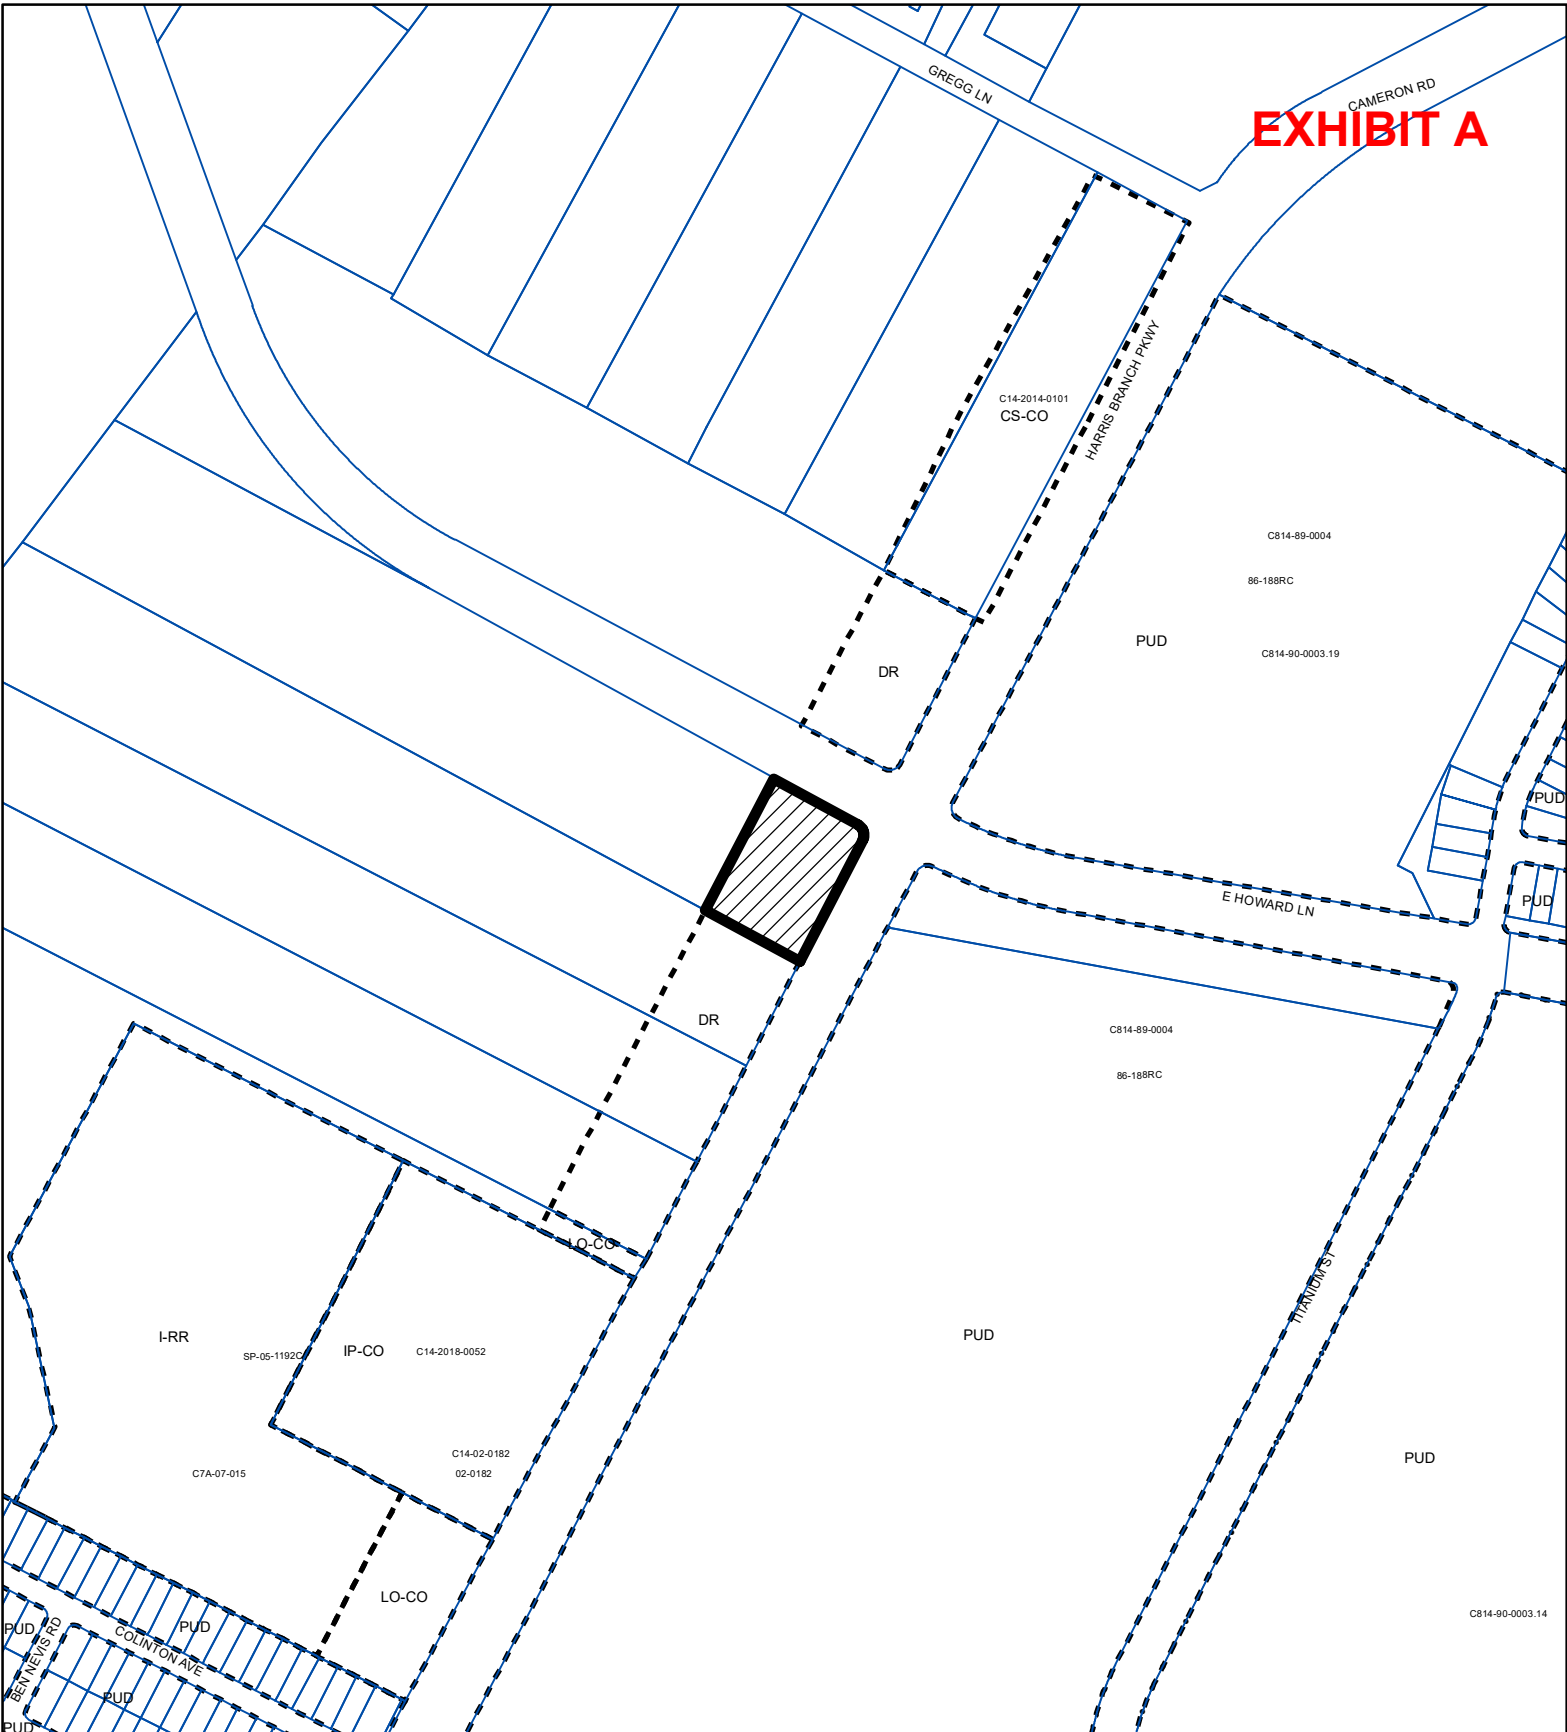 GREGG LN
CAMERON RD
EXHIBIT A
HARRIS BRANCH PKWY
C14-2014-0101
CS-CO
C814-89-0004
86-188RC
PUD
C814-90-0003.19
DR
PUD
E HOWARD LN
PUD
DR
C814-89-0004
86-188RC
LO-CO
TITANIUM ST
I-RR
SP-05-1192C
IP-CO
C14-2018-0052
PUD
C14-02-0182
02-0182
C7A-07-015
PUD
LO-CO
C814-90-0003.14
PUD
PUD
COLINTON AVE
BEN NEVIS RD
PUD
PUD